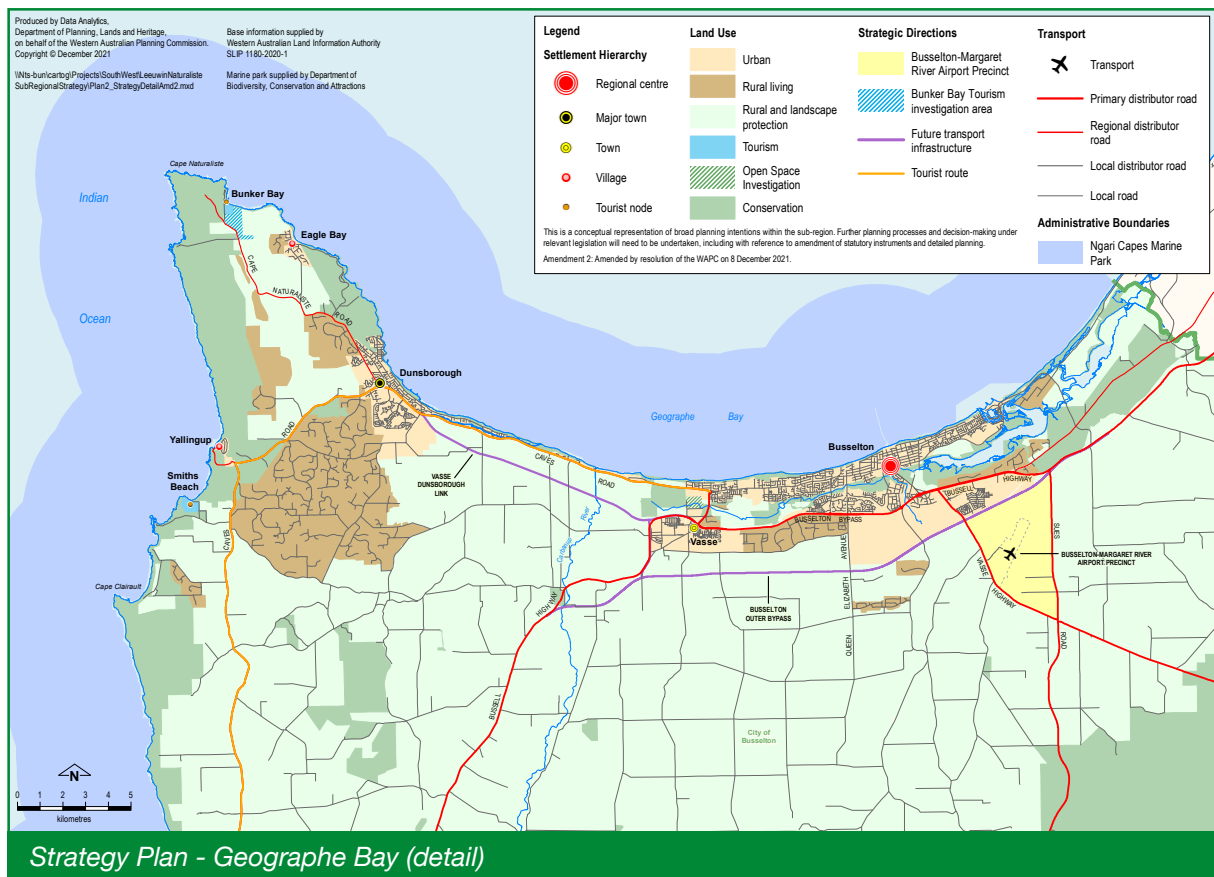 Produced by Data Analytics,
Department of Planning, Lands and Heritage,
on behalf of the Western Australian Planning Commission.
Copyright © December 2021
\\Nts-bun\cartog\Projects\SouthWest\LeeuwinNaturaliste
SubRegionalStrategy\Plan2_StrategyDetailAmd2.mxd
Base information supplied by
Western Australian Land Information Authority
SLIP 1180-2020-1
Marine park supplied by Department of
Biodiversity, Conservation and Attractions
Legend
Settlement Hierarchy
Regional centre
Major town
Town
Village
Tourist node
Land Use
Urban
Rural living
Rural and landscape
protection
Tourism
Open Space
Investigation
Conservation
Strategic Directions
Busselton-Margaret
River Airport Precinct
Bunker Bay Tourism
investigation area
Future transport
infrastructure
Tourist route
Transport
Transport
Primary distributor road
Regional distributor
road
Local distributor road
Local road
Administrative Boundaries
Ngari Capes Marine
Park
This is a conceptual representation of broad planning intentions within the sub-region. Further planning processes and decision-making under
relevant legislation will need to be undertaken, including with reference to amendment of statutory instruments and detailed planning.
Amendment 2: Amended by resolution of the WAPC on 8 December 2021.
Cape Naturaliste
Bunker Bay
Indian
Eagle Bay
CAPE
NATURALISTE
ROAD
Ocean
Dunsborough
Geographe Bay
Yallingup
ROAD
Busselton
CAVES
ROAD
Smiths
Beach
VASSE
DUNSBOROUGH
LINK
HIGHWAY
BUSSELL
River
Vasse
BUSSELTON BYPASS
CAVES
AVENUE
SUES
VASSE
BUSSELTON-MARGARET RIVER
AIRPORT PRECINCT
Cape Clairault
HIGHWAY
BUSSELTON
OUTER BYPASS
ELIZABETH
HIGHWAY
QUEEN
ROAD
BUSSELL
City of
Busselton
N
0 1 2 3 4 5
kilometres
Strategy Plan - Geographe Bay (detail)